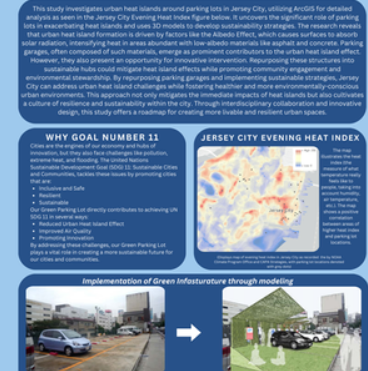 This study investigates urban heat islands around parking lots in Jersey City, utilizing ArcGIS for detailed
analysis as seen in the Jersey City Evening Heat Index figure below. It uncovers the significant role of parking
lots in exacerbating heat islands and uses 3D models to develop sustainability strategies. The research reveals
that urban heat island formation is driven by factors like the Albedo Effect, which causes surfaces to absorb
solar radiation, intensifying heat in areas abundant with low-albedo materials like asphalt and concrete. Parking
garages, often composed of such materials, emerge as prominent contributors to the urban heat island effect.
However, they also present an opportunity for innovative intervention. Repurposing these structures into
sustainable hubs could mitigate heat island effects while promoting community engagement and
environmental stewardship. By repurposing parking garages and implementing sustainable strategies, Jersey
City can address urban heat island challenges while fostering healthier and more environmentally-conscious
urban environments. This approach not only mitigates the immediate impacts of heat islands but also cultivates
a culture of resilience and sustainability within the city. Through interdisciplinary collaboration and innovative
design, this study offers a roadmap for creating more livable and resilient urban spaces.
WHY GOAL NUMBER 11
Cities are the engines of our economy and hubs of
innovation, but they also face challenges like pollution,
extreme heat, and flooding. The United Nations
Sustainable Development Goal (SDG) 11: Sustainable Cities
and Communities, tackles these issues by promoting cities
that are:
• Inclusive and Safe
• Resilient
• Sustainable
Our Green Parking Lot directly contributes to achieving UN
SDG 11 in several ways:
• Reduced Urban Heat Island Effect
• Improved Air Quality
• Promoting Innovation
By addressing these challenges, our Green Parking Lot
plays a vital role in creating a more sustainable future for
our cities and communities.
JERSEY CITY EVENING HEAT INDEX
The map
illustrates the heat
index (the
measure of what
temperature really
feels like to
people, taking into
account humidity,
air temperature,
etc.) The map
shows a positive
correlation
between areas of
higher heat index
and parking lot
locations.
Jersey City
Implementation of Green Infasturature through modeling